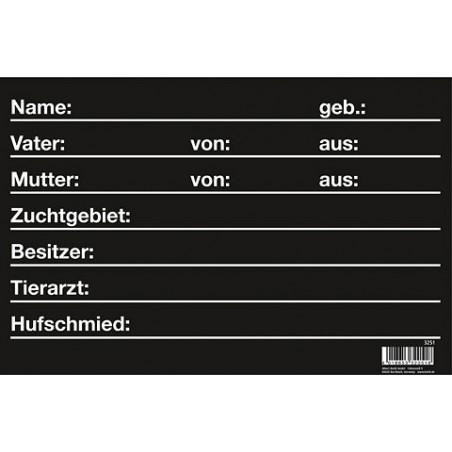 Name: geb.:
Vater: von: aus:
Mutter: von: aus:
Zuchtgebiet:
Besitzer:
Tierarzt:
Hufschmied:
3251